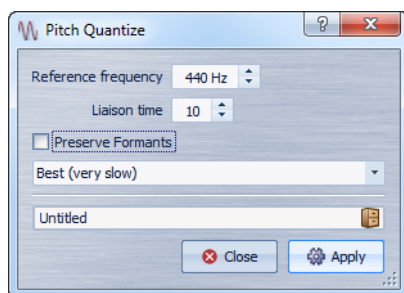 Pitch Quantize
Reference frequency 440 Hz
Liaison time 10
Preserve Formants
Best (very slow)
Untitled
Close Apply